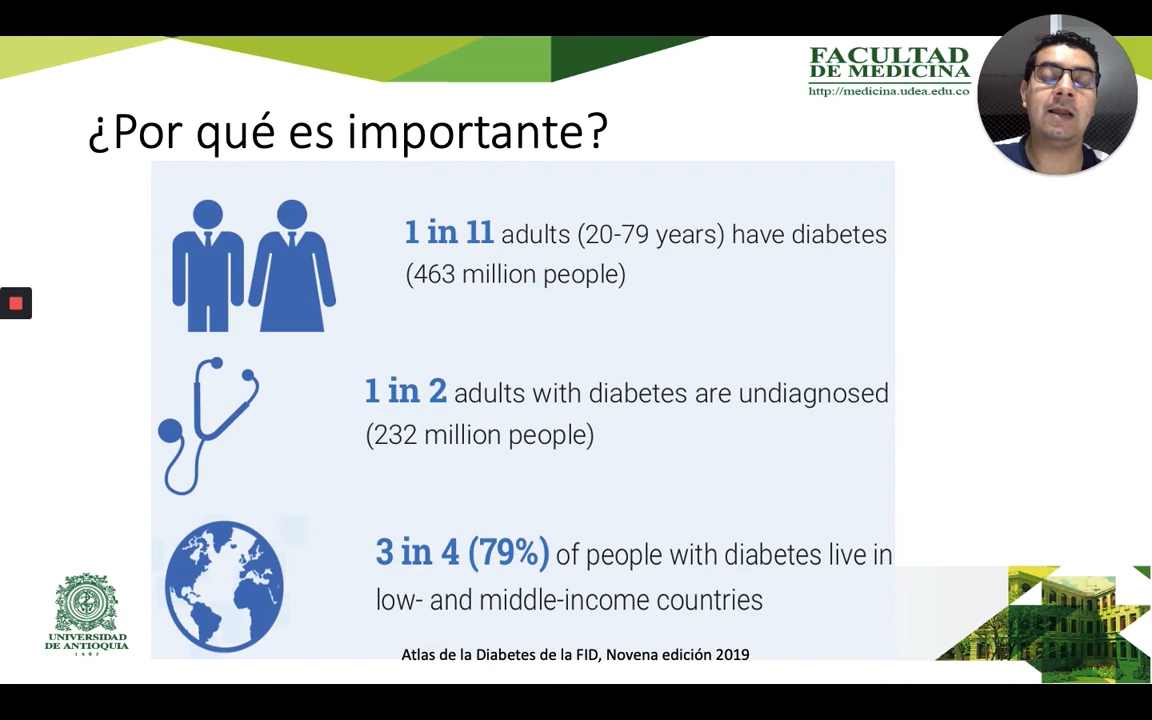 FACULTAD
DE MEDICINA
http://medicina.udea.edu.co
¿Por qué es importante?
1 in 11 adults (20-79 years) have diabetes
(463 million people)
1 in 2 adults with diabetes are undiagnosed
(232 million people)
3 in 4 (79%) of people with diabetes live in
low- and middle-income countries
UNIVERSIDAD
DE ANTIOQUIA
1803
Atlas de la Diabetes de la FID, Novena edición 2019